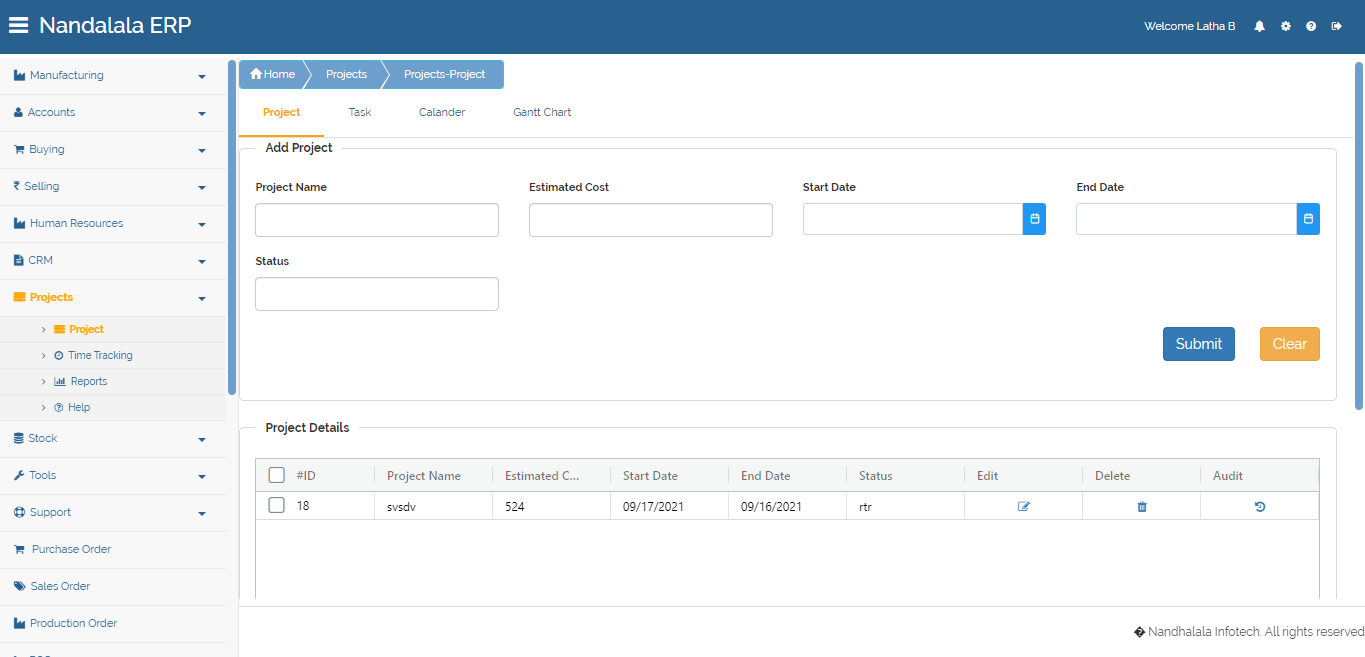 Nandalala ERP
Welcome Latha B
Manufacturing
Accounts
Buying
₹ Selling
Human Resources
CRM
Projects
Project
Time Tracking
Reports
Help
Stock
Tools
Support
Purchase Order
Sales Order
Production Order
Home Projects Projects-Project
Project Task Calander Gantt Chart
Add Project
Project Name Estimated Cost Start Date End Date
Status
Submit Clear
Project Details
#ID Project Name Estimated C... Start Date End Date Status Edit Delete Audit
18 svsdv 524 09/17/2021 09/16/2021 rtr
� Nandhalala Infotech. All rights reserved